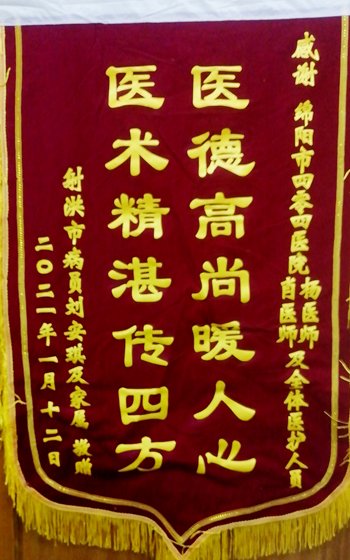 感谢 绵阳市四零四医院 杨医师 肖医师 及全体医护人员
医德高尚暖人心
医术精湛传四方
射洪市病员刘安琪及家属 敬赠
二〇二一年一月十二日